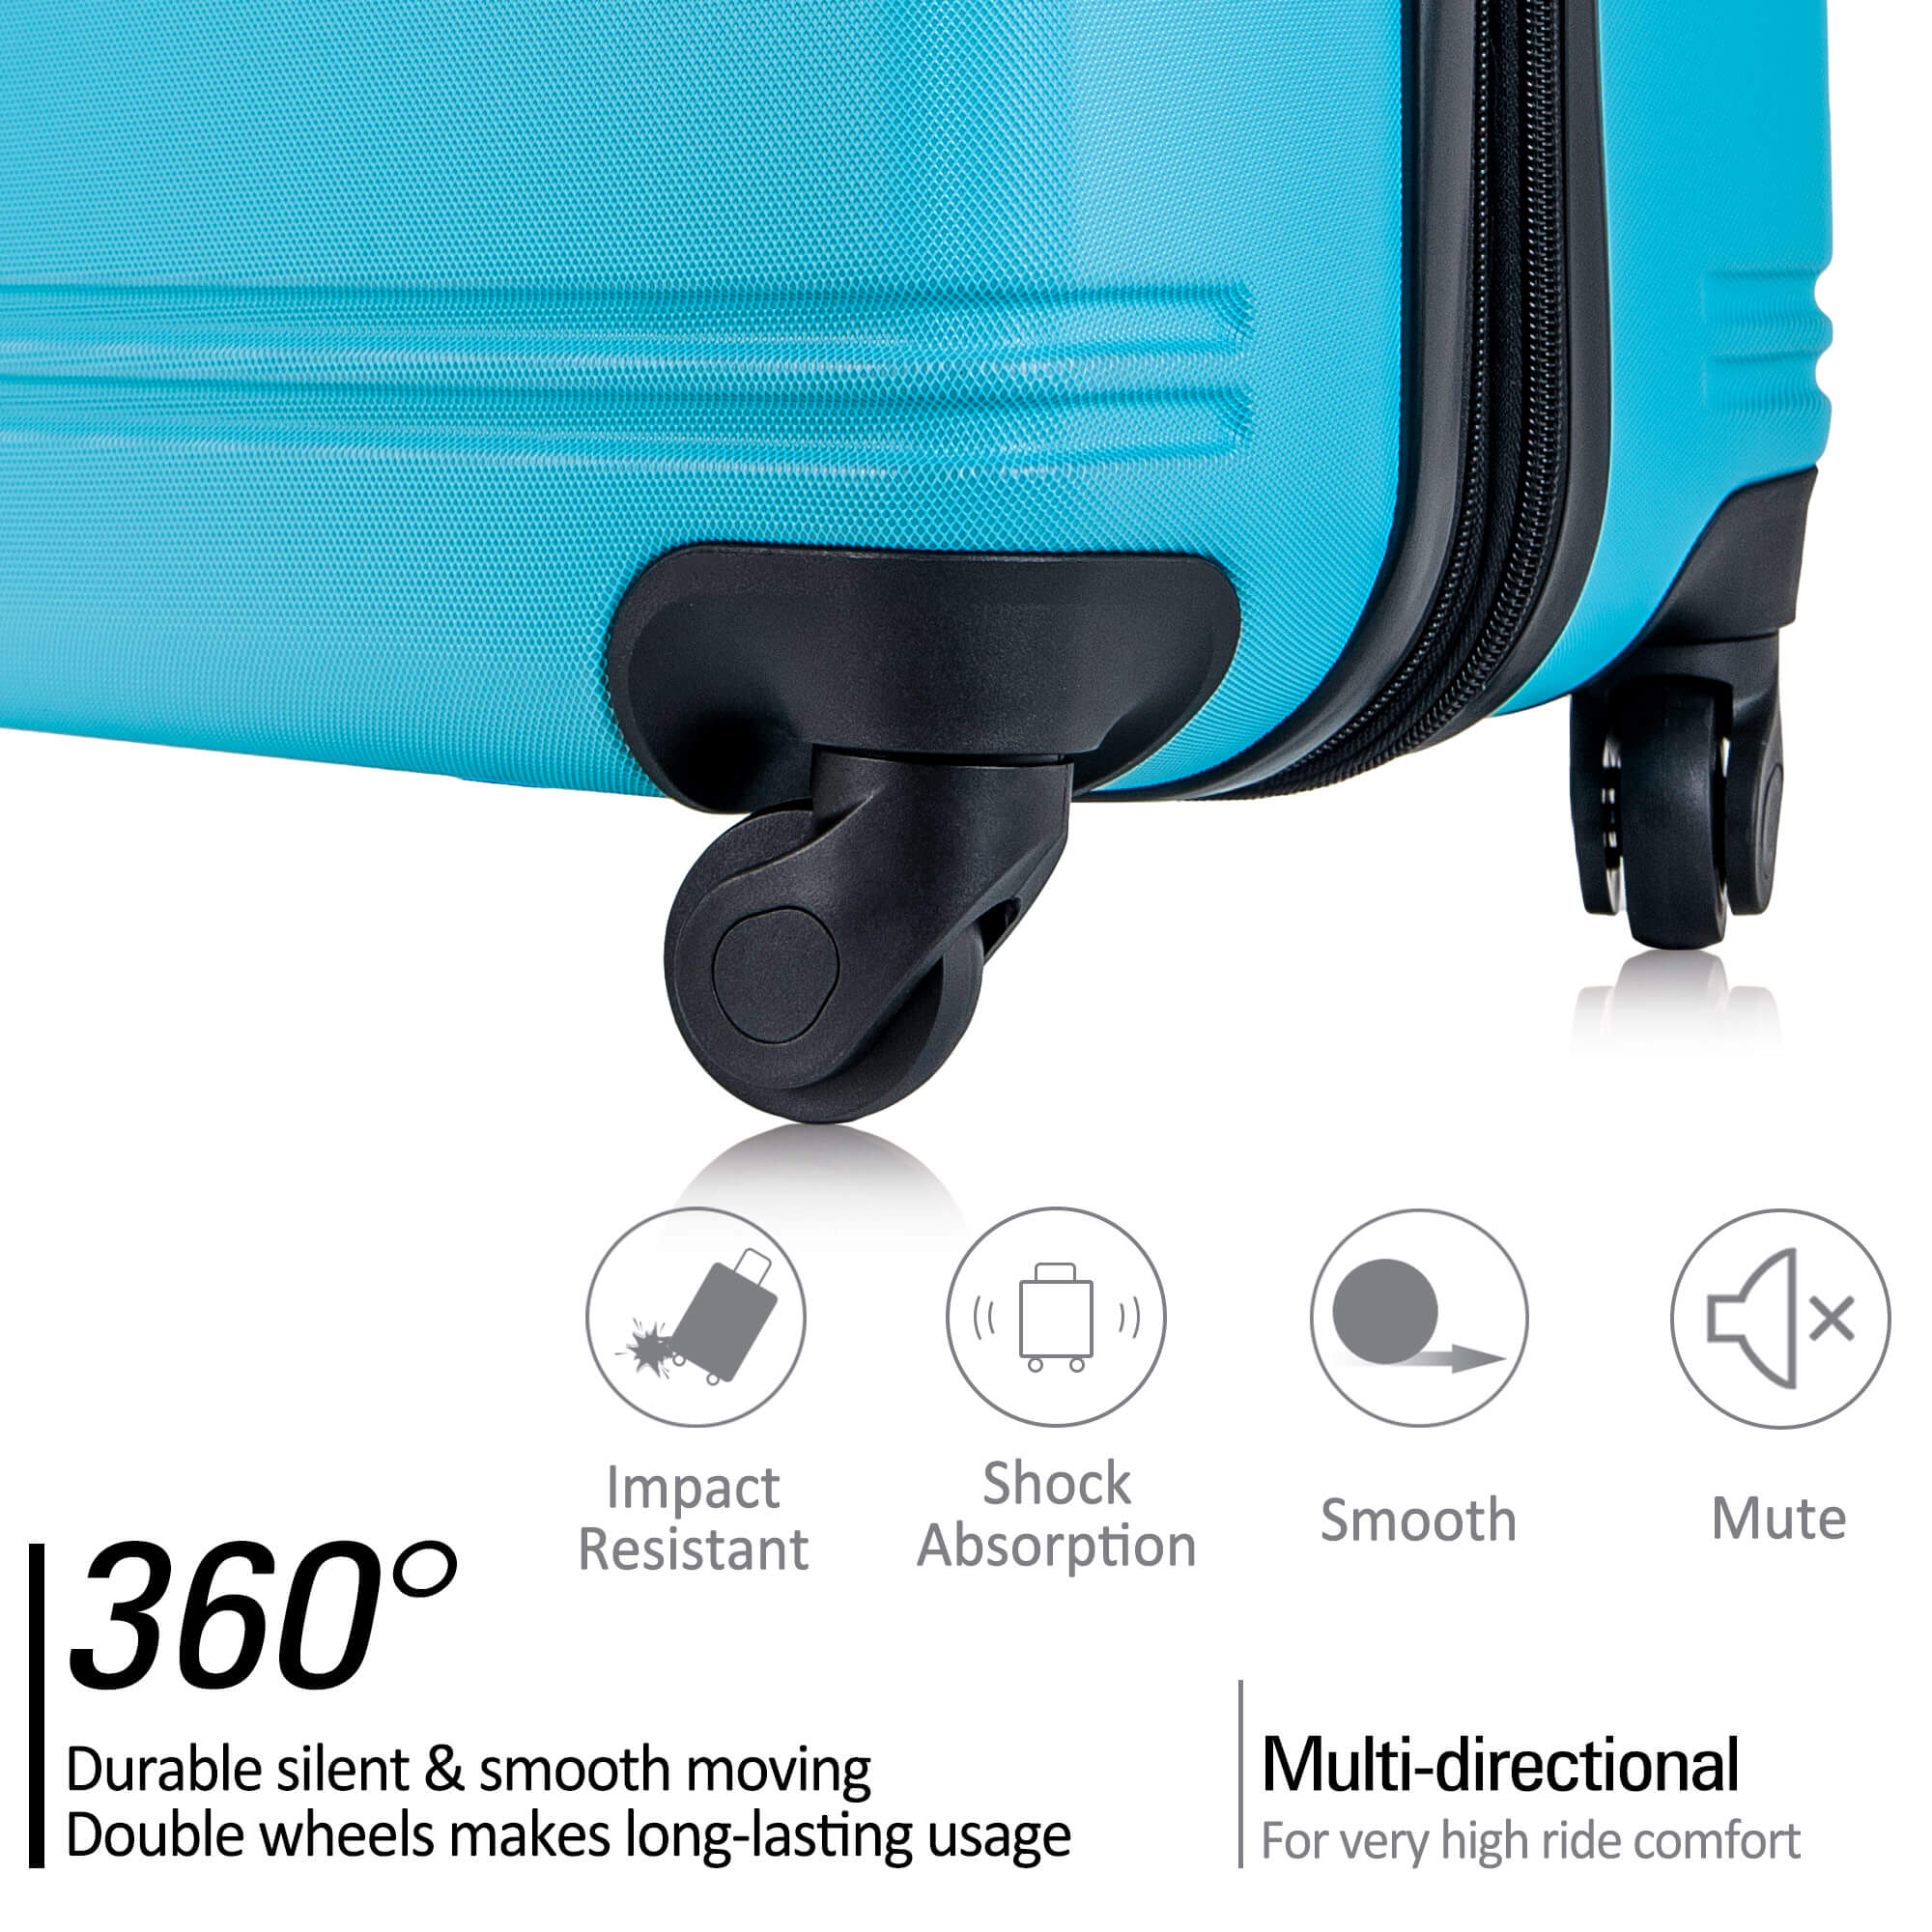 Impact
Resistant
Shock
Absorption
Smooth
Mute
360°
Durable silent & smooth moving
Double wheels makes long-lasting usage
Multi-directional
For very high ride comfort